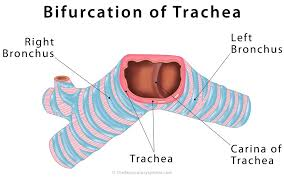 Bifurcation of Trachea
Right
Bronchus
Left
Bronchus
Trachea
Carina of
Trachea